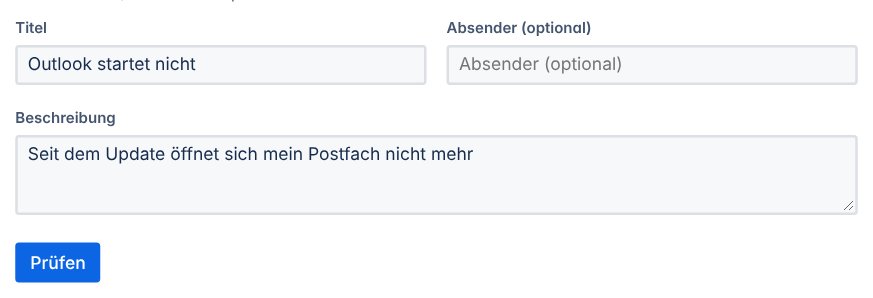 Titel
Absender (optional)
Outlook startet nicht
Absender (optional)
Beschreibung
Seit dem Update öffnet sich mein Postfach nicht mehr
Prüfen